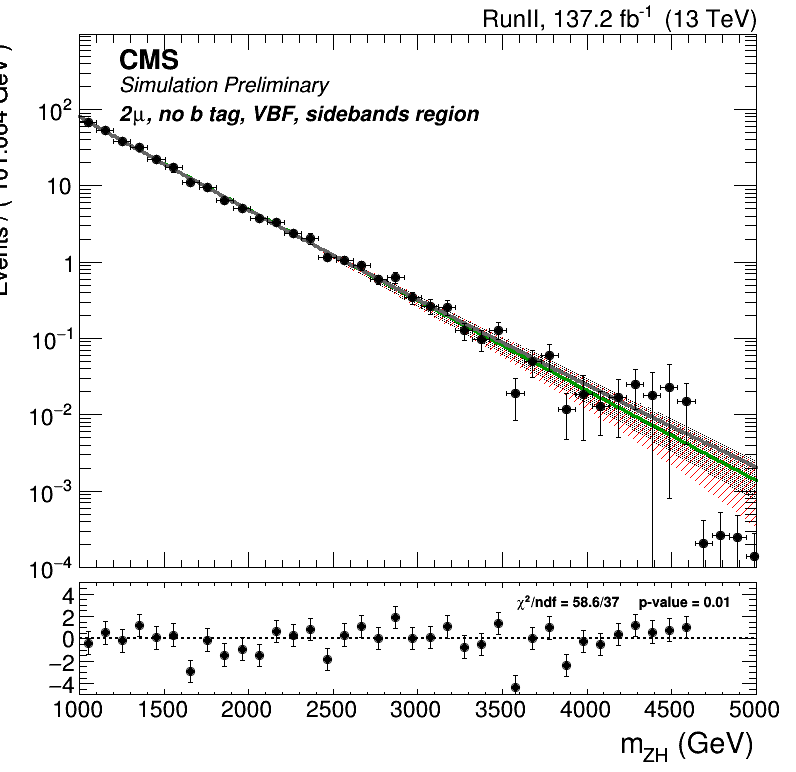 RunII, 137.2 fb⁻¹ (13 TeV)
CMS
Simulation Preliminary
2μ, no b tag, VBF, sidebands region
10²
10
1
10⁻¹
10⁻²
10⁻³
10⁻⁴
χ²/ndf = 58.6/37 p-value = 0.01
4
2
0
−2
−4
1000 1500 2000 2500 3000 3500 4000 4500 5000
m_ZH (GeV)